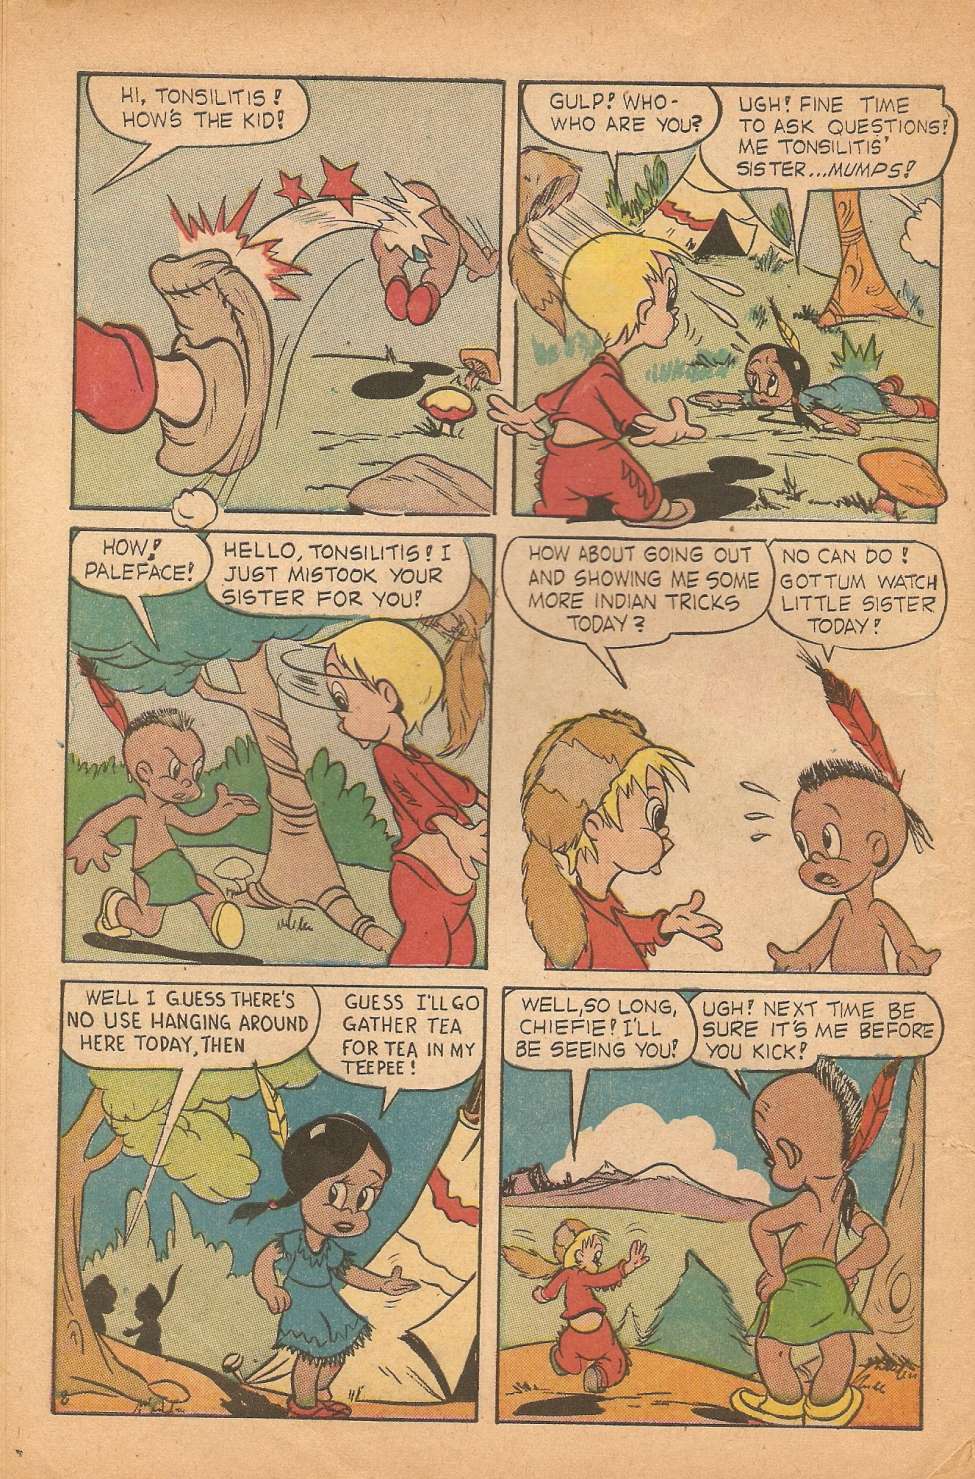 HI, TONSILITIS!
HOW'S THE KID!
GULP! WHO-
WHO ARE YOU?
UGH! FINE TIME
TO ASK QUESTIONS!
ME TONSILITIS'
SISTER...MUMPS!
HOW!
PALEFACE!
HELLO, TONSILITIS! I
JUST MISTOOK YOUR
SISTER FOR YOU!
HOW ABOUT GOING OUT
AND SHOWING ME SOME
MORE INDIAN TRICKS
TODAY?
NO CAN DO!
GOTTUM WATCH
LITTLE SISTER
TODAY!
WELL I GUESS THERE'S
NO USE HANGING AROUND
HERE TODAY, THEN
GUESS I'LL GO
GATHER TEA
FOR TEA IN MY
TEEPEE!
WELL, SO LONG,
CHIEFIE! I'LL
BE SEEING YOU!
UGH! NEXT TIME BE
SURE IT'S ME BEFORE
YOU KICK!
8